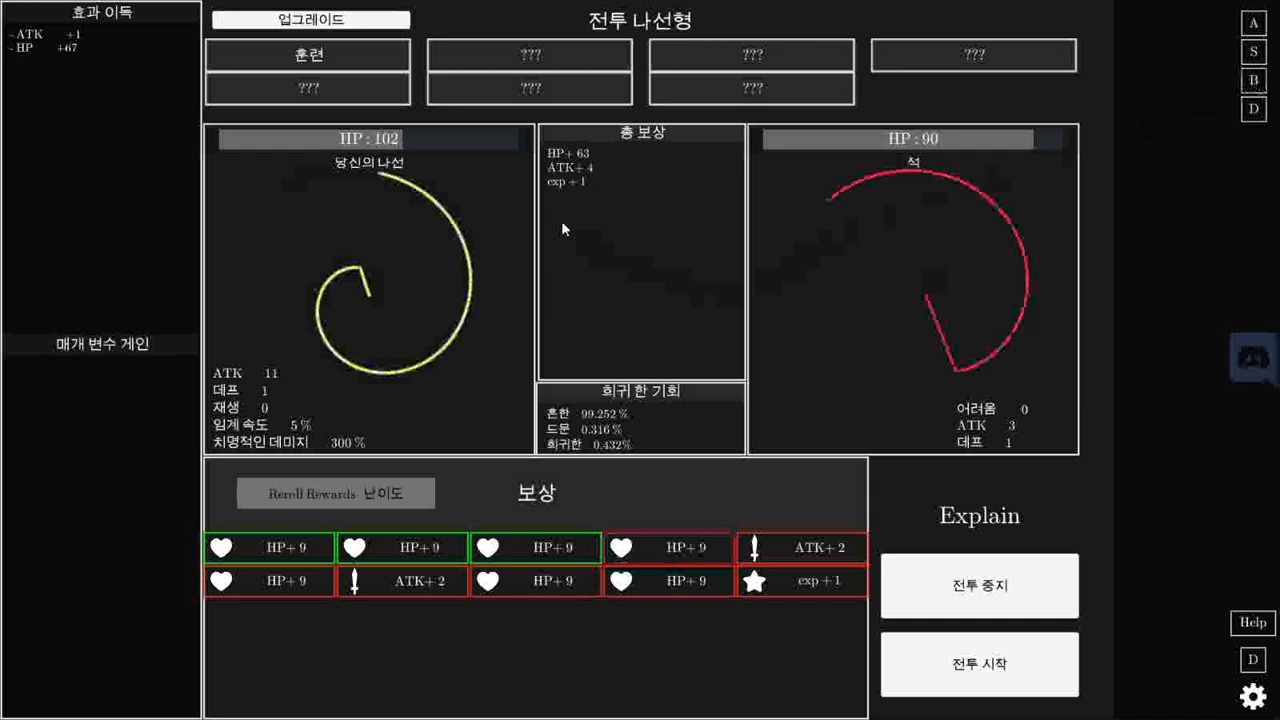 효과 이득
- ATK +1
- HP +67
매개 변수 게인
업그레이드
전투 나선형
훈련
???
???
???
???
???
???
HP : 102
당신의 나선
ATK 11
데프 1
재생 0
임계 속도 5 %
치명적인 데미지 300 %
총 보상
HP + 63
ATK + 4
exp + 1
희귀 한 기회
흔한 99.252 %
드문 0.316 %
희귀한 0.432%
HP : 90
적
어려움 0
ATK 3
데프 1
Reroll Rewards 난이도
보상
HP + 9
HP + 9
HP + 9
HP + 9
ATK + 2
HP + 9
ATK + 2
HP + 9
HP + 9
exp + 1
Explain
전투 중지
전투 시작
A
S
B
D
Help
D